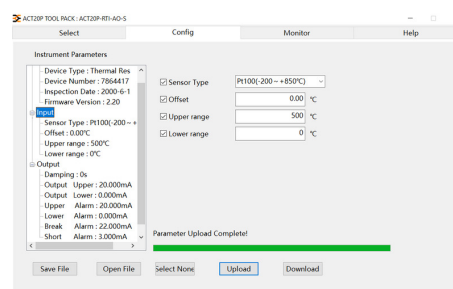 ACT20P TOOL PACK : ACT20P-RTI-AO-S
Select Config Monitor Help
Instrument Parameters
Device Type : Thermal Res
Device Number : 7864417
Inspection Date : 2000-6-1
Firmware Version : 2.20
Input
Sensor Type : Pt100(-200 ~ +
Offset : 0.00℃
Upper range : 500℃
Lower range : 0℃
Output
Damping : 0s
Output Upper : 20.000mA
Output Lower : 0.000mA
Upper Alarm : 20.000mA
Lower Alarm : 0.000mA
Break Alarm : 22.000mA
Short Alarm : 3.000mA
Sensor Type Pt100(-200 ~ +850℃)
Offset 0.00 ℃
Upper range 500 ℃
Lower range 0 ℃
Parameter Upload Complete!
Save File Open File Select None Upload Download